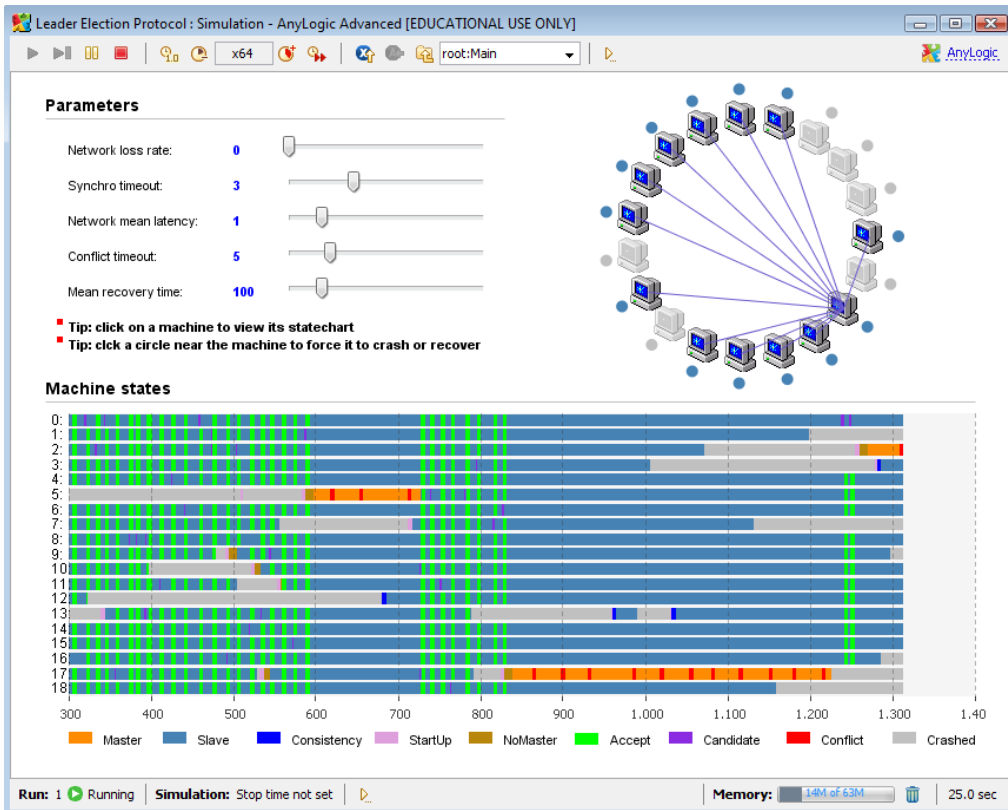 Leader Election Protocol : Simulation - AnyLogic Advanced [EDUCATIONAL USE ONLY]
1.0 x64 root:Main AnyLogic
Parameters
Network loss rate: 0
Synchro timeout: 3
Network mean latency: 1
Conflict timeout: 5
Mean recovery time: 100
Tip: click on a machine to view its statechart
Tip: clck a circle near the machine to force it to crash or recover
Machine states
0:
1:
2:
3:
4:
5:
6:
7:
8:
9:
10:
11:
12:
13:
14:
15:
16:
17:
18:
300 400 500 600 700 800 900 1.000 1.100 1.200 1.300 1.40
Master Slave Consistency StartUp NoMaster Accept Candidate Conflict Crashed
Run: 1 Running Simulation: Stop time not set Memory: 14M of 63M 25.0 sec